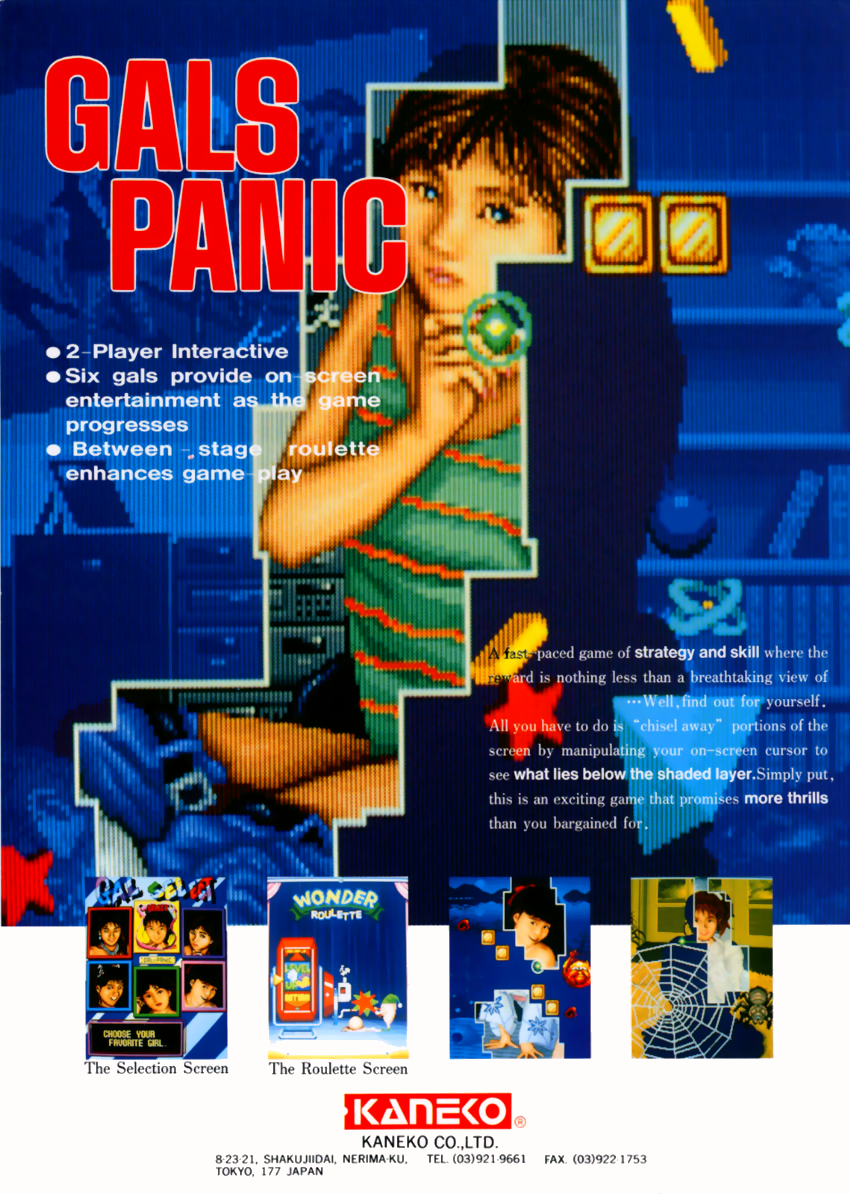 GALS
PANIC
● 2-Player Interactive
● Six gals provide on-screen
entertainment as the game
progresses
● Between-stage roulette
enhances game play
A fast-paced game of strategy and skill where the
reward is nothing less than a breathtaking view of
…Well, find out for yourself.
All you have to do is “chisel away” portions of the
screen by manipulating your on-screen cursor to
see what lies below the shaded layer. Simply put,
this is an exciting game that promises more thrills
than you bargained for.
GAL SELECT
CHOOSE YOUR
FAVORITE GIRL.
WONDER
ROULETTE
LEVEL
UP
The Selection Screen
The Roulette Screen
KANEKO®
KANEKO CO.,LTD.
8-23-21, SHAKUJIIDAI, NERIMA-KU, TEL. (03)921-9661 FAX. (03)922-1753
TOKYO, 177 JAPAN